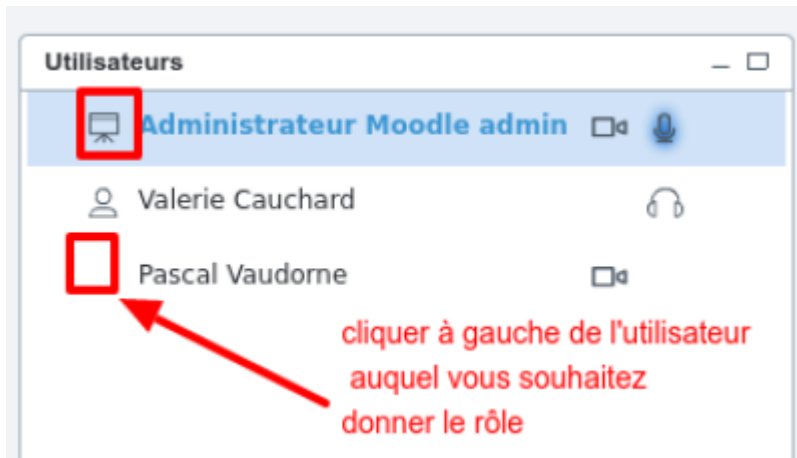 Utilisateurs
Administrateur Moodle admin
Valerie Cauchard
Pascal Vaudorne
cliquer à gauche de l'utilisateur
auquel vous souhaitez
donner le rôle